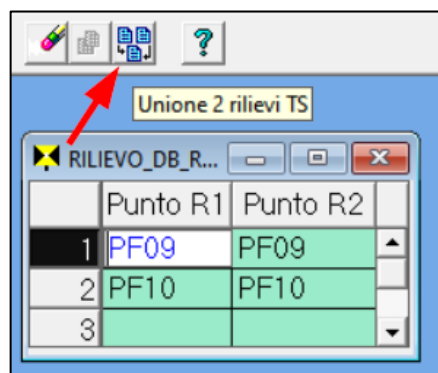 ?
Unione 2 rilievi TS
RILIEVO_DB_R...
Punto R1 Punto R2
1 PF09 PF09
2 PF10 PF10
3